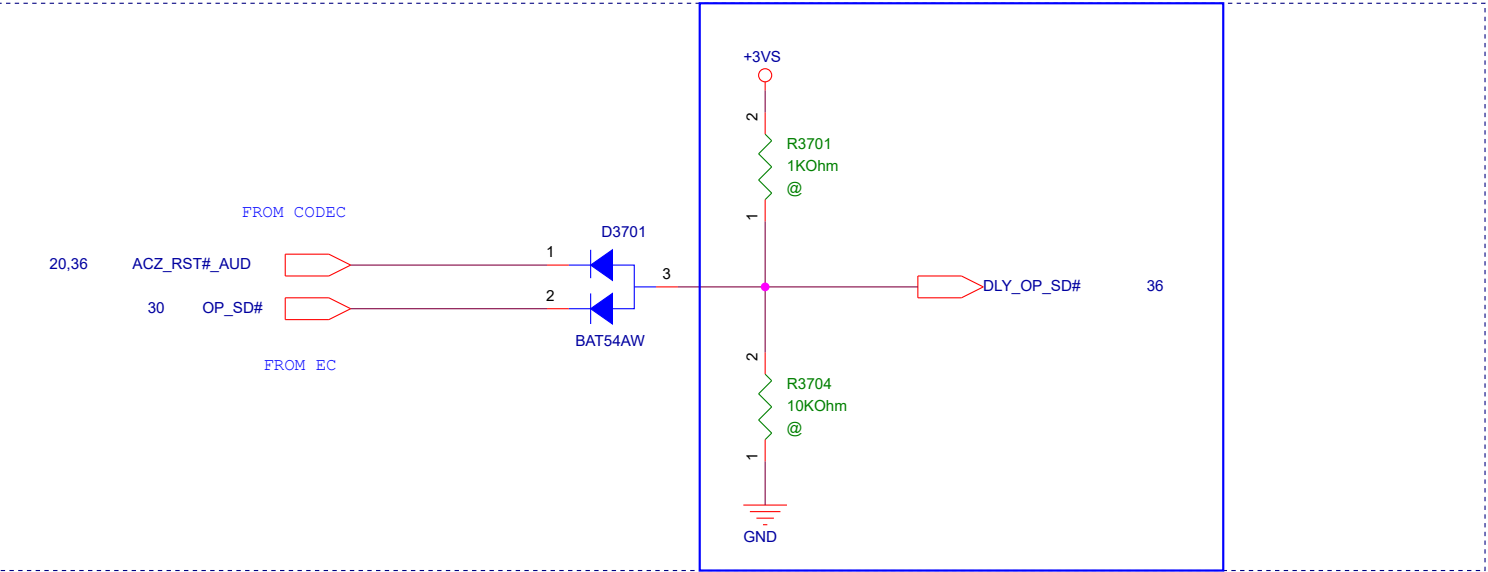 +3VS
2
R3701
1KOhm
@
1
FROM CODEC
D3701
20,36 ACZ_RST#_AUD 1
3
DLY_OP_SD# 36
30 OP_SD# 2
BAT54AW
FROM EC
2
R3704
10KOhm
@
1
GND